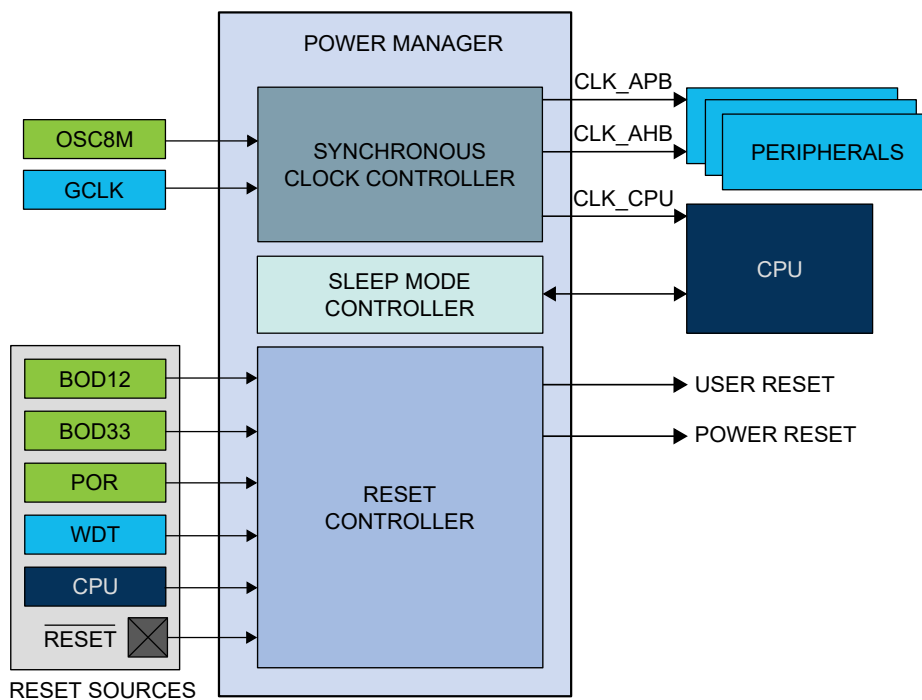 POWER MANAGER
OSC8M
GCLK
SYNCHRONOUS
CLOCK CONTROLLER
CLK_APB
CLK_AHB
CLK_CPU
PERIPHERALS
CPU
SLEEP MODE
CONTROLLER
BOD12
BOD33
POR
WDT
CPU
RESET
RESET SOURCES
RESET
CONTROLLER
USER RESET
POWER RESET